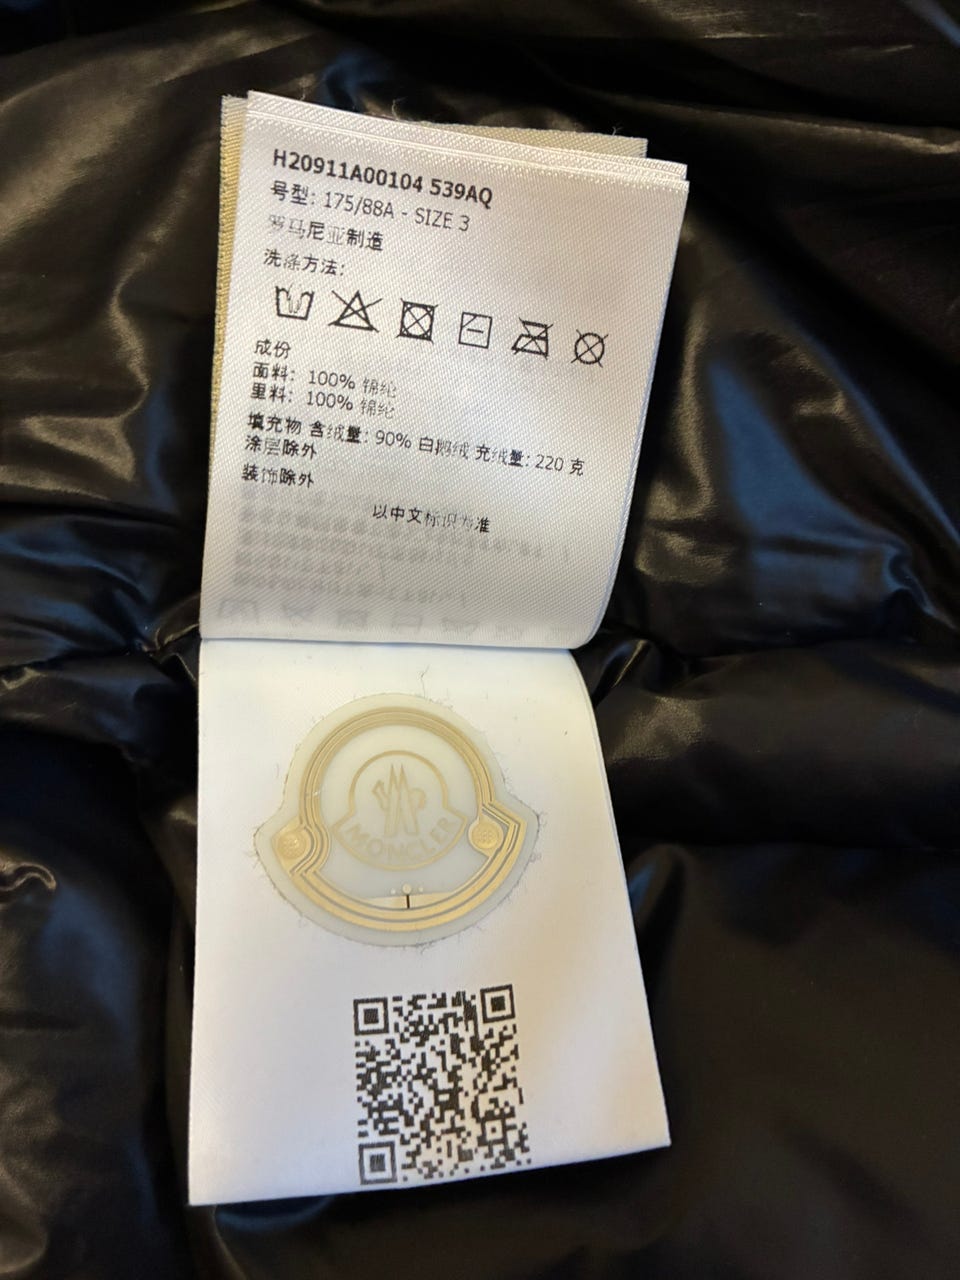 H20911A00104 539AQ
号型: 175/88A - SIZE 3
罗马尼亚制造
洗涤方法:
成份
面料: 100% 锦纶
里料: 100% 锦纶
填充物 含绒量: 90% 白鹅绒 充绒量: 220 克
涂层除外
装饰除外
以中文标识为准
MONCLER